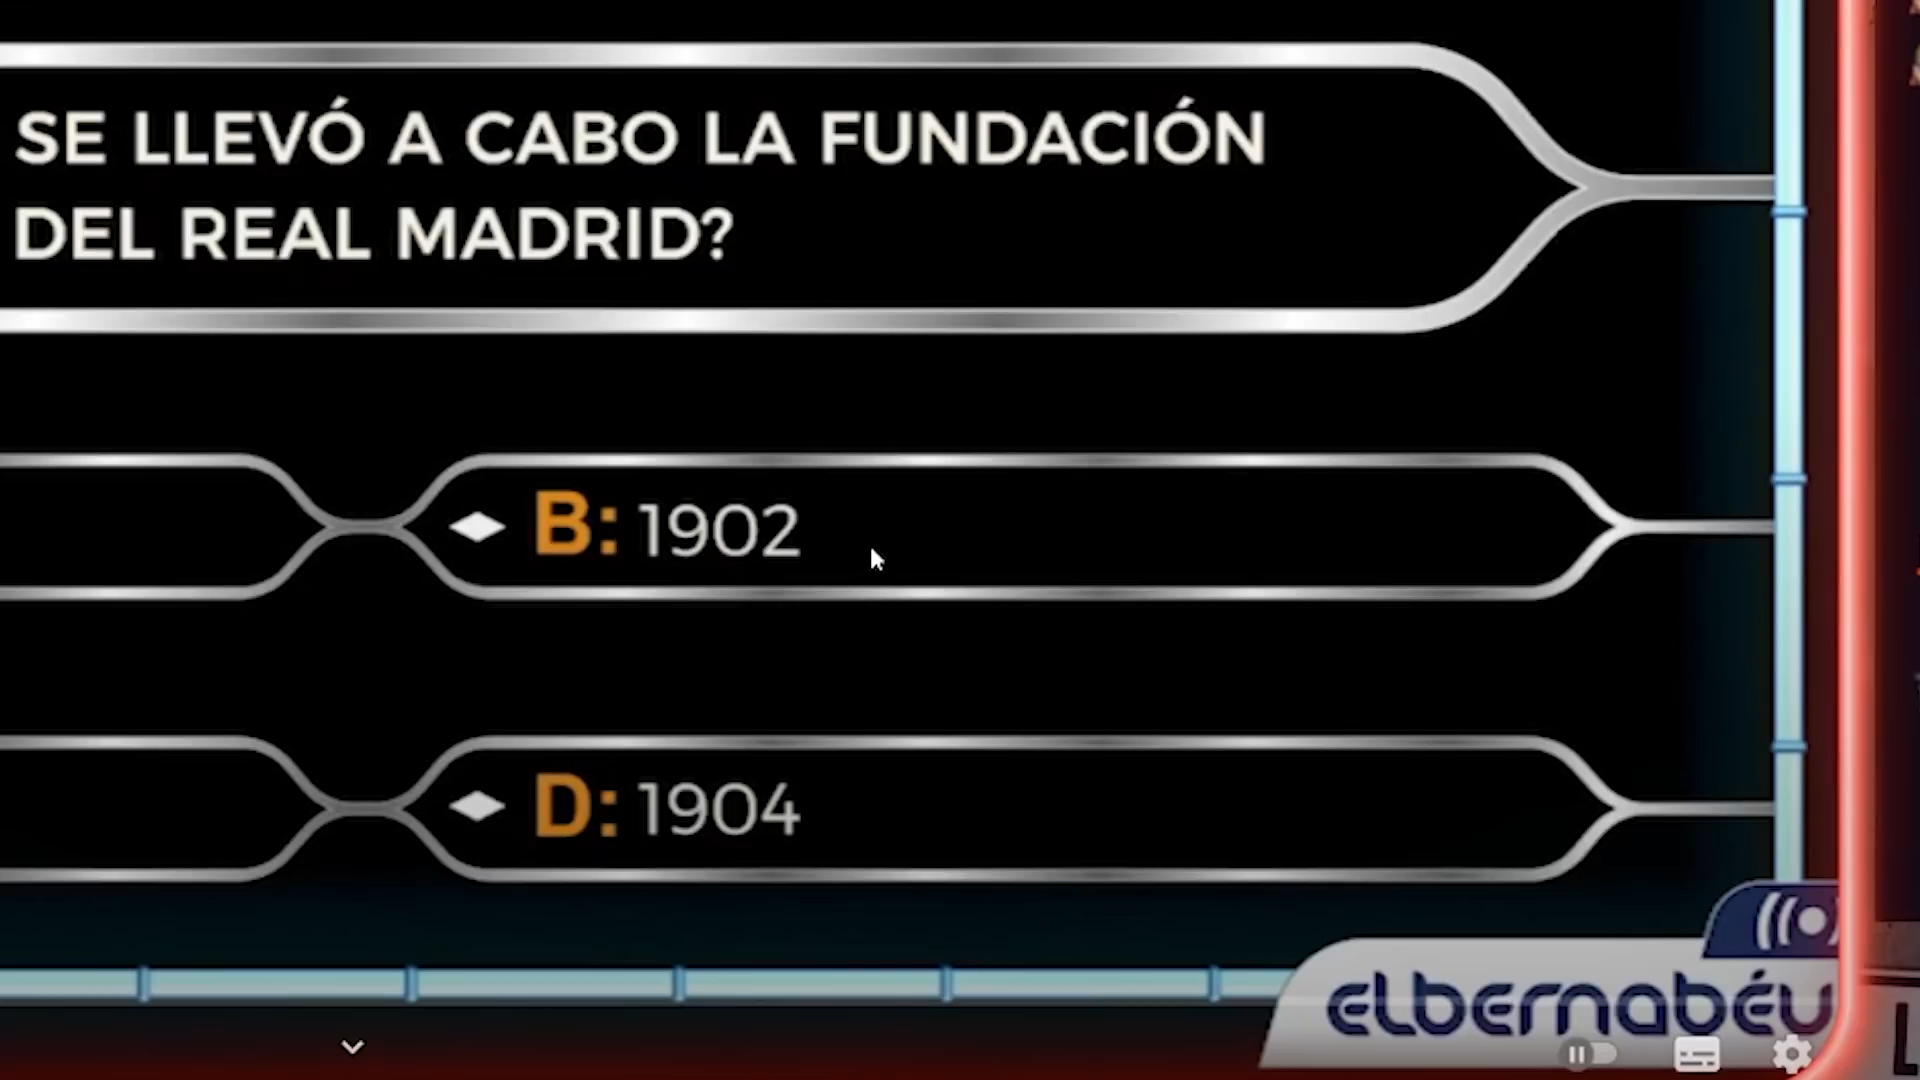 SE LLEVÓ A CABO LA FUNDACIÓN
DEL REAL MADRID?
B: 1902
D: 1904
elbernabéu
L